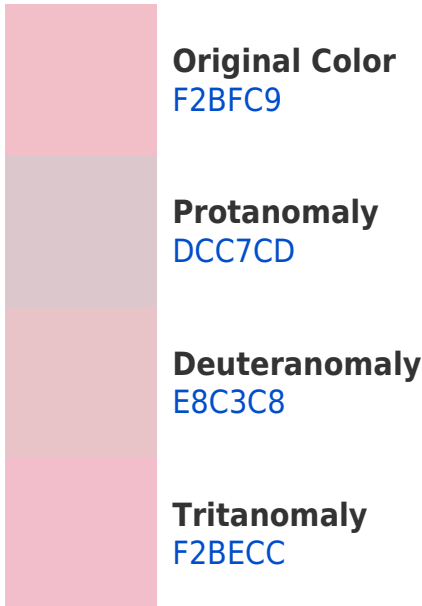 Original Color
F2BFC9
Protanomaly
DCC7CD
Deuteranomaly
E8C3C8
Tritanomaly
F2BECC